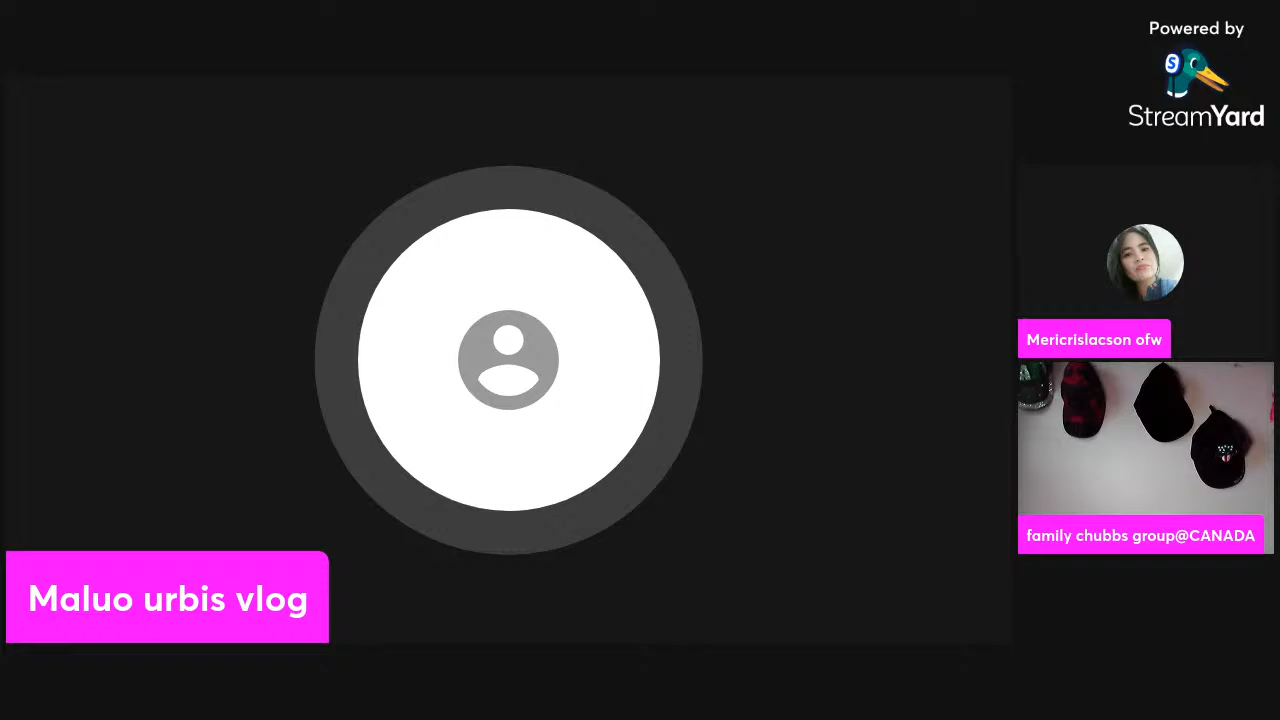 Powered by
S
StreamYard
Mericrislacson ofw
family chubbs group@CANADA
Maluo urbis vlog